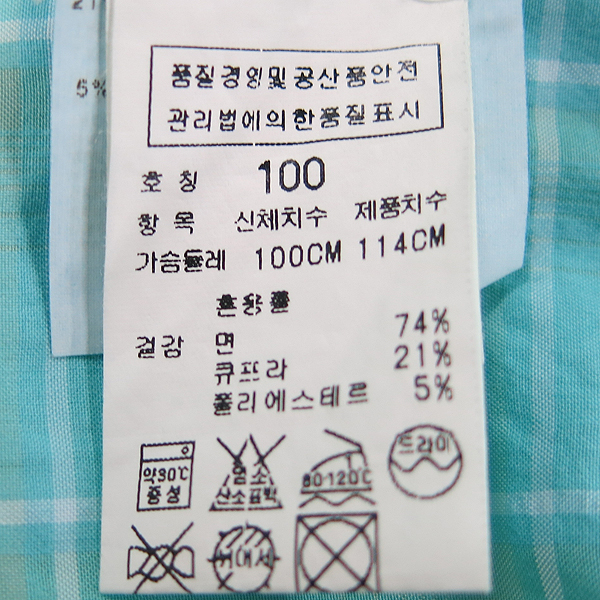 21
5%
품질경영및공산품안전
관리법에의한품질표시
호칭 100
항목 신체치수 제품치수
가슴둘레 100CM 114CM
혼용률
겉감 면 74%
큐프라 21%
폴리에스테르 5%
약30℃
중성
염소
산소표백
80-120℃
드라이